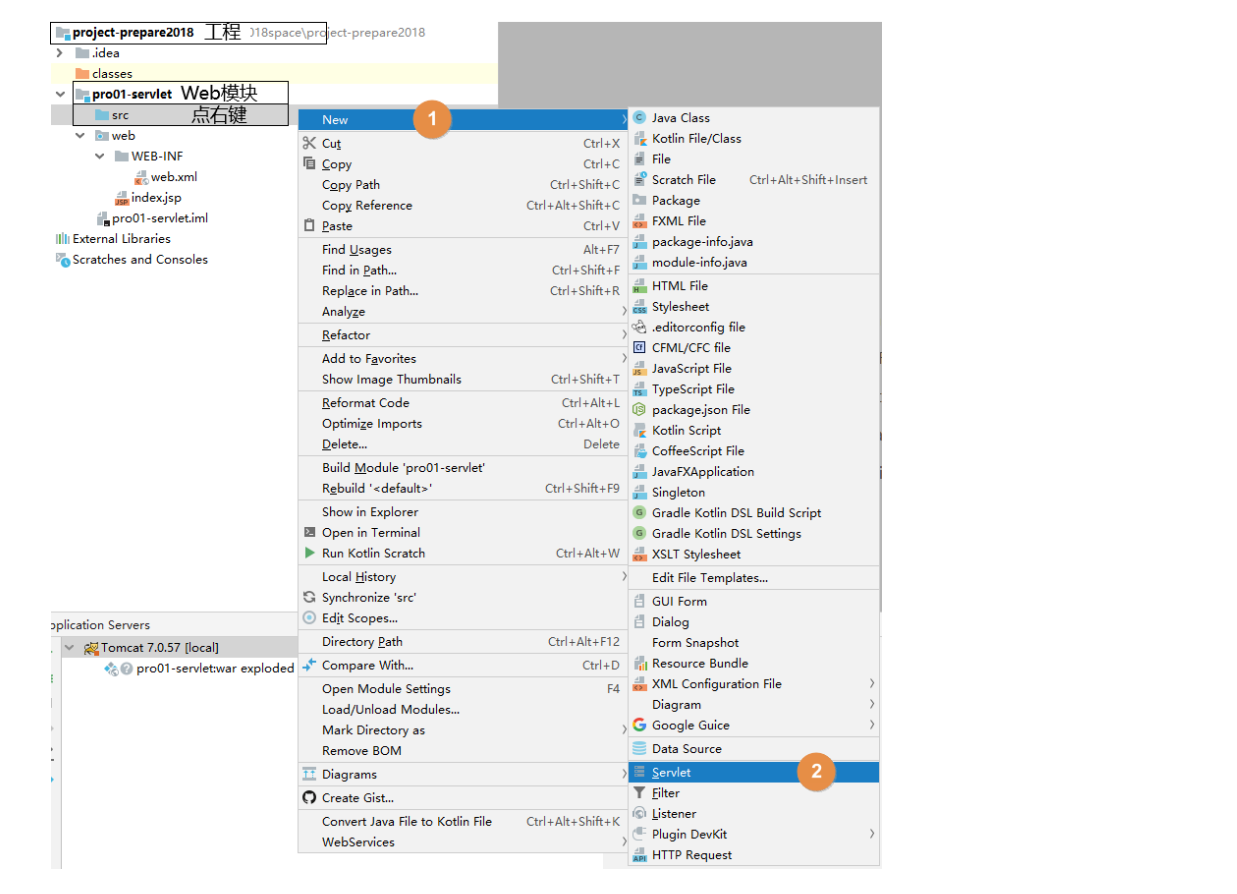 project-prepare2018 工程 018space\project-prepare2018
.idea
classes
pro01-servlet Web模块
src 点右键
web
WEB-INF
web.xml
index.jsp
pro01-servlet.iml
External Libraries
Scratches and Consoles
New 1
Cut Ctrl+X
Copy Ctrl+C
Copy Path Ctrl+Shift+C
Copy Reference Ctrl+Alt+Shift+C
Paste Ctrl+V
Find Usages Alt+F7
Find in Path... Ctrl+Shift+F
Replace in Path... Ctrl+Shift+R
Analyze
Refactor
Add to Favorites
Show Image Thumbnails Ctrl+Shift+T
Reformat Code Ctrl+Alt+L
Optimize Imports Ctrl+Alt+O
Delete... Delete
Build Module 'pro01-servlet'
Rebuild '<default>' Ctrl+Shift+F9
Show in Explorer
Open in Terminal
Run Kotlin Scratch Ctrl+Alt+W
Local History
Synchronize 'src'
Edit Scopes...
Directory Path Ctrl+Alt+F12
Compare With... Ctrl+D
Open Module Settings F4
Load/Unload Modules...
Mark Directory as
Remove BOM
Diagrams
Create Gist...
Convert Java File to Kotlin File Ctrl+Alt+Shift+K
WebServices
Java Class
Kotlin File/Class
File
Scratch File Ctrl+Alt+Shift+Insert
Package
FXML File
package-info.java
module-info.java
HTML File
Stylesheet
.editorconfig file
CFML/CFC file
JavaScript File
TypeScript File
package.json File
Kotlin Script
CoffeeScript File
JavaFXApplication
Singleton
Gradle Kotlin DSL Build Script
Gradle Kotlin DSL Settings
XSLT Stylesheet
Edit File Templates...
GUI Form
Dialog
Form Snapshot
Resource Bundle
XML Configuration File
Diagram
Google Guice
Data Source
Servlet 2
Filter
Listener
Plugin DevKit
HTTP Request
pplication Servers
Tomcat 7.0.57 [local]
pro01-servlet:war exploded